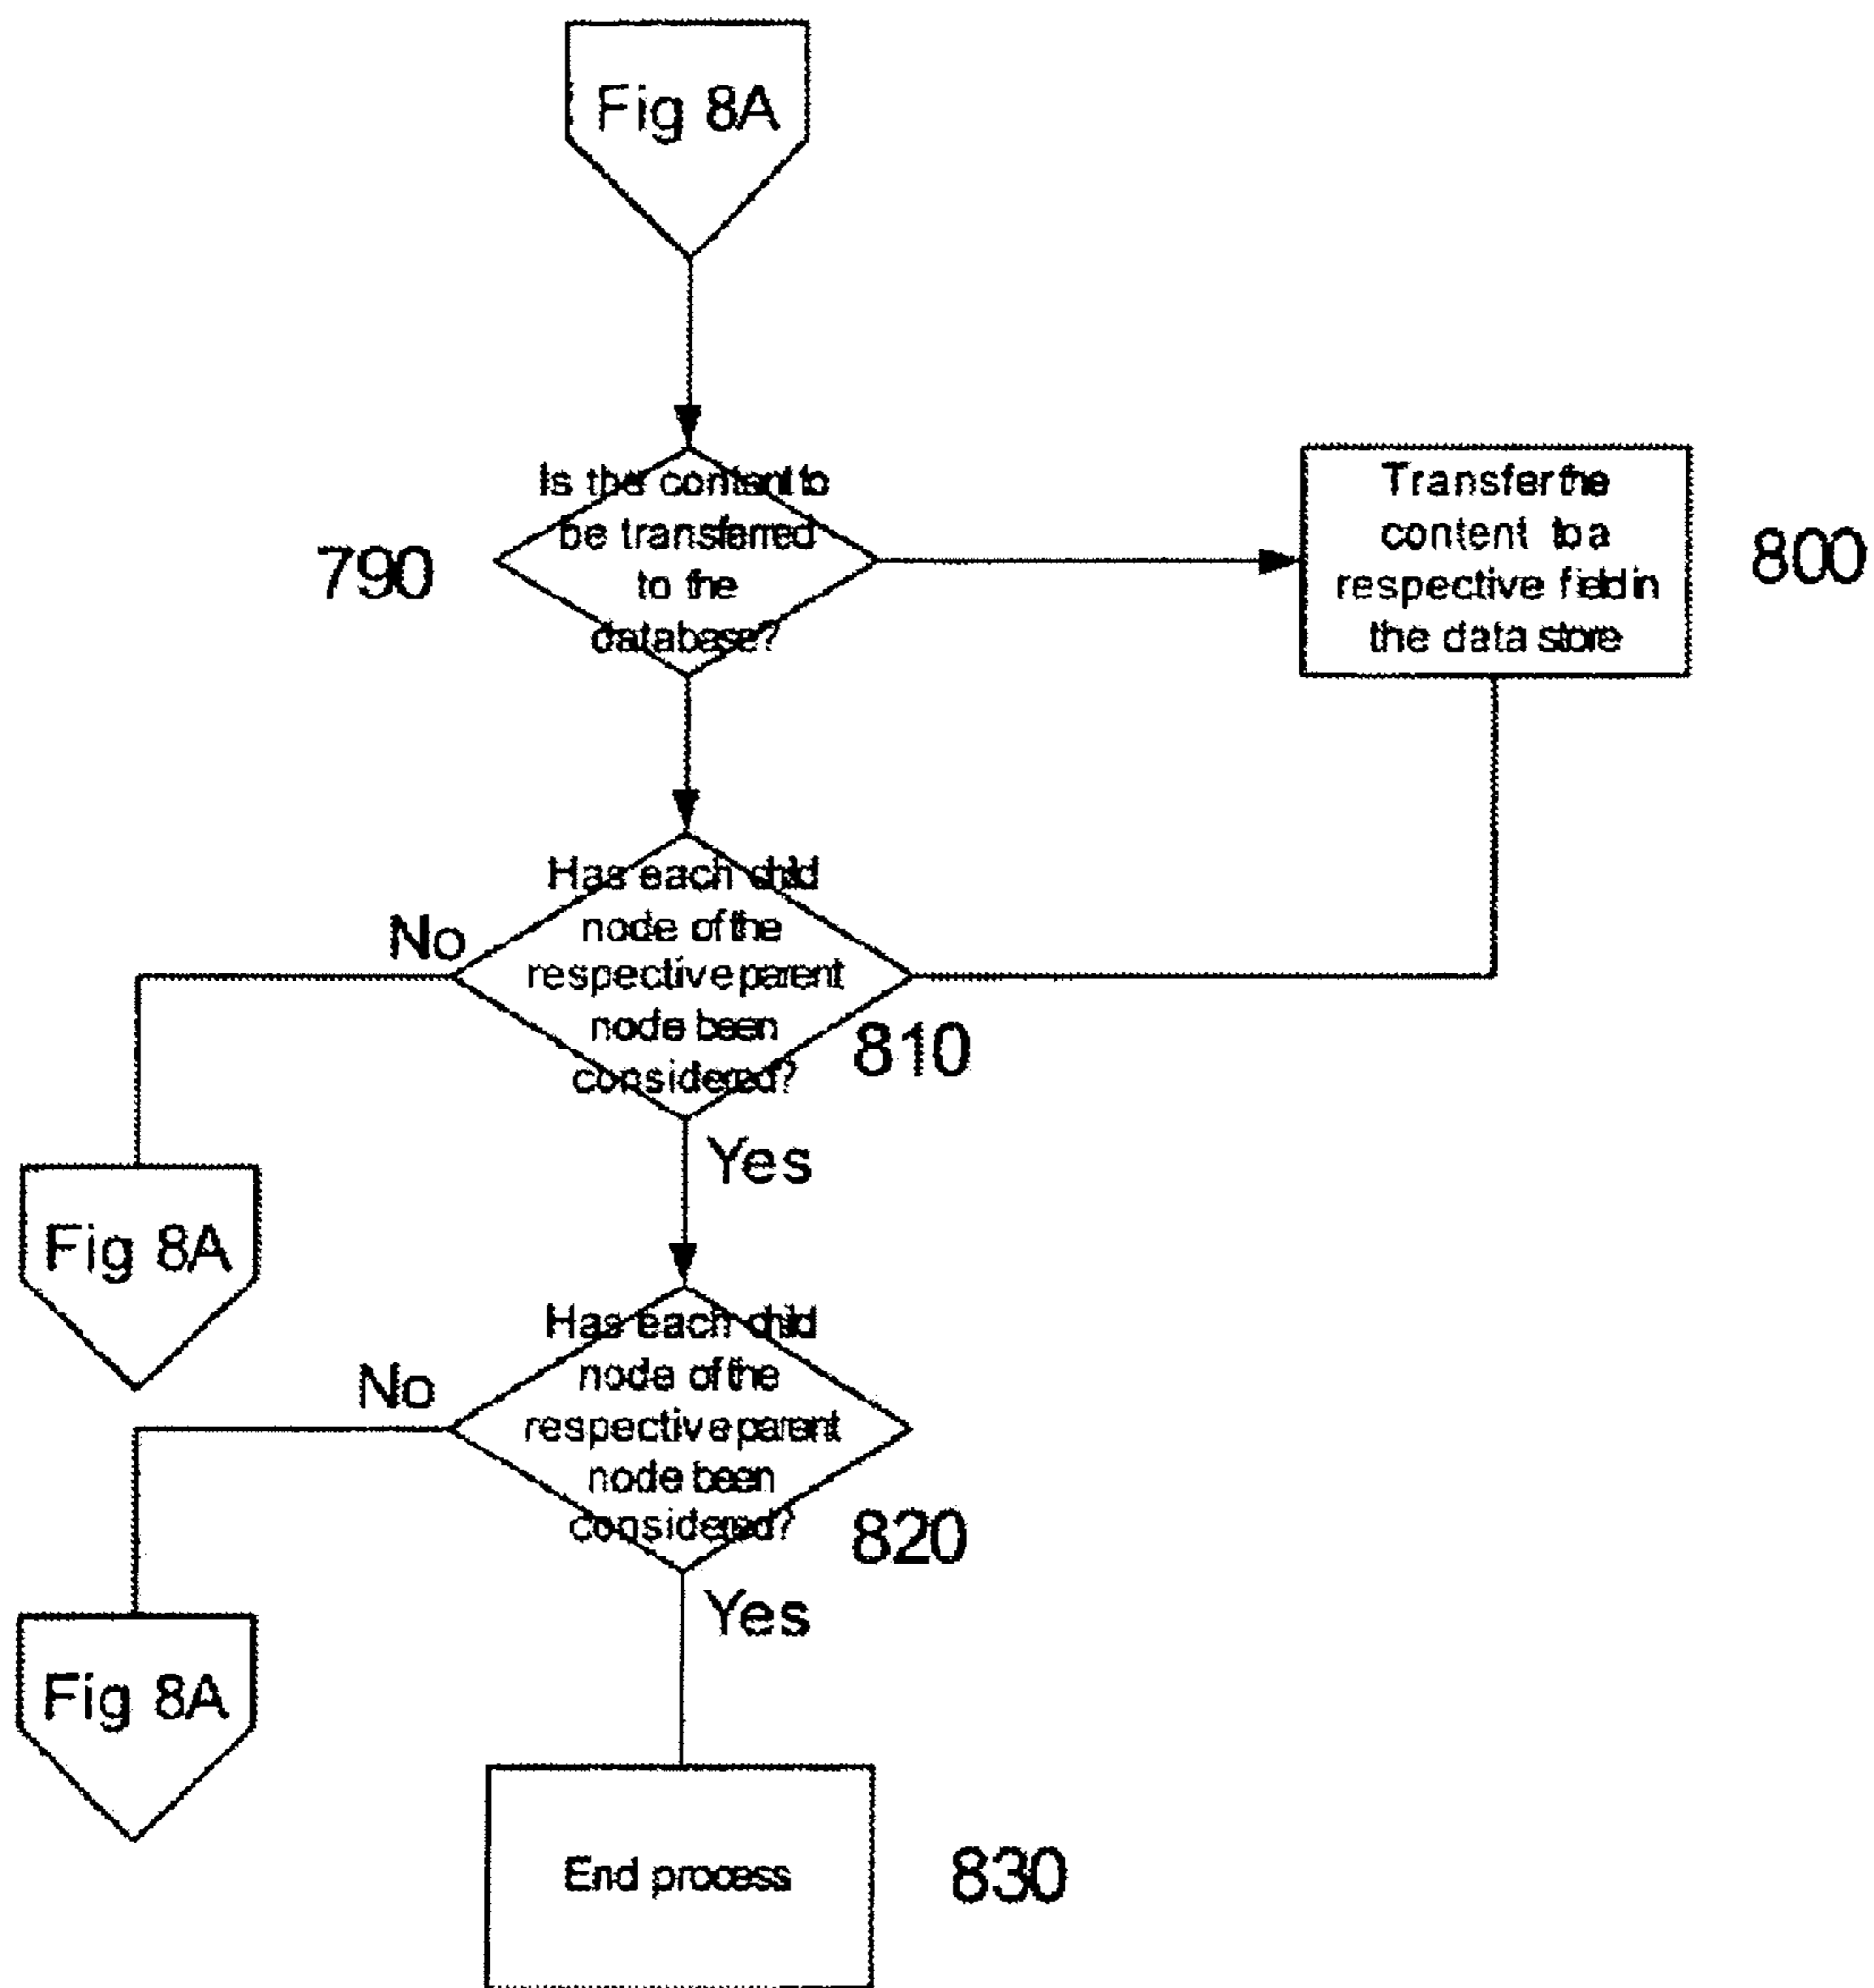 Fig 8A
Is the content to
be transferred
to the
database?
790
Transfer the
content to a
respective field in
the data store
800
Has each child
node of the
respective parent
node been
considered?
No
810
Yes
Fig 8A
Has each child
node of the
respective parent
node been
considered?
No
820
Yes
Fig 8A
End process
830